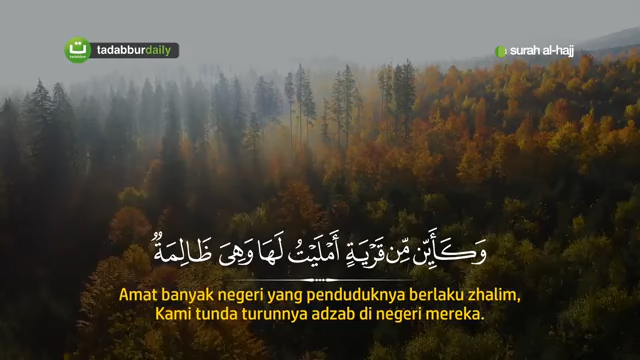 tadabburdaily
surah al-hajj
وَكَأَيِّن مِّن قَرْيَةٍ أَمْلَيْتُ لَهَا وَهِىَ ظَالِمَةٌ
Amat banyak negeri yang penduduknya berlaku zhalim,
Kami tunda turunnya adzab di negeri mereka.